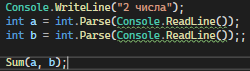 Console.WriteLine("2 числа");
int a = int.Parse(Console.ReadLine());
int b = int.Parse(Console.ReadLine());;
Sum(a, b);